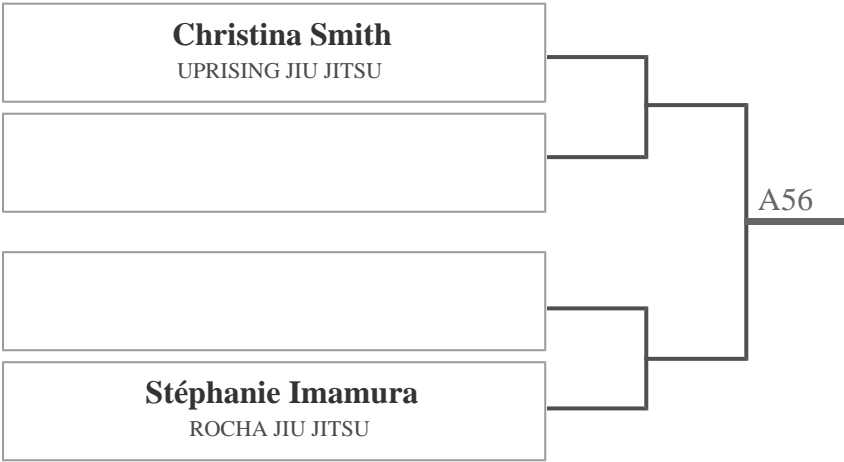 Christina Smith
UPRISING JIU JITSU
A56
Stéphanie Imamura
ROCHA JIU JITSU